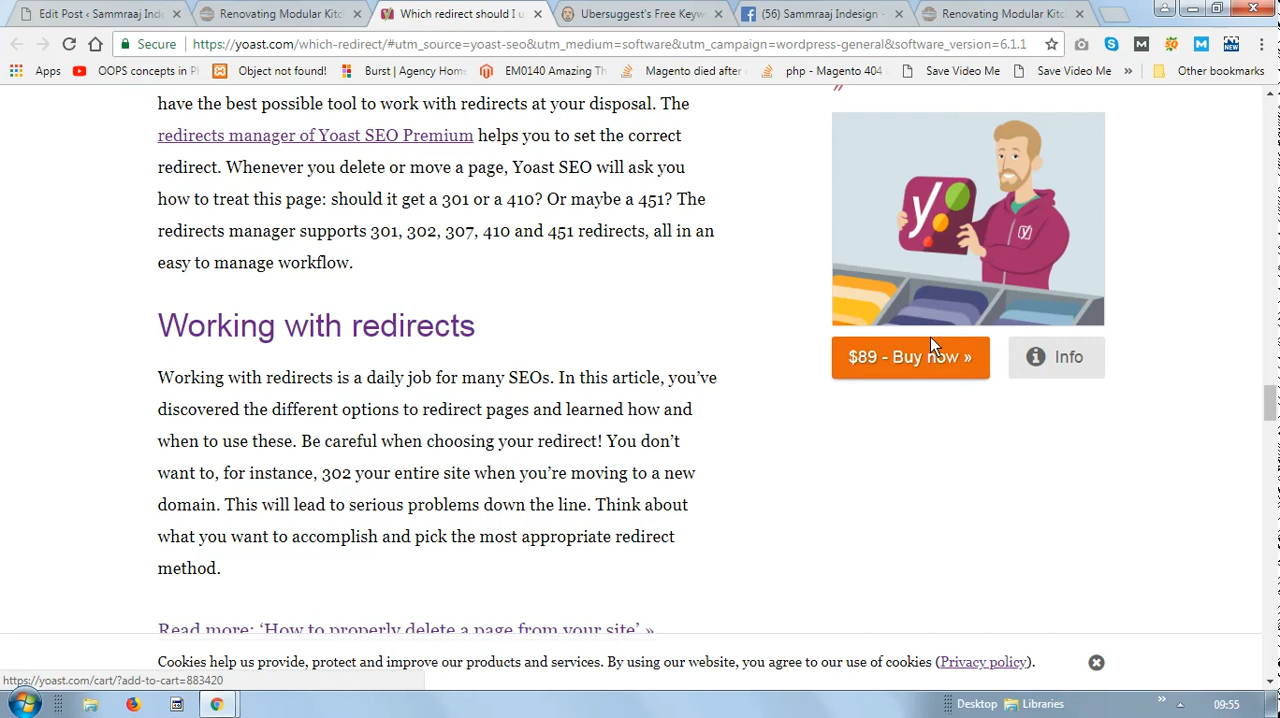 Edit Post ‹ Sammraaj Ind
Renovating Modular Kitc
Which redirect should I u
Ubersuggest's Free Keyw
(56) Sammraaj Indesign -
Renovating Modular Kitc
Secure
https://yoast.com/which-redirect/#utm_source=yoast-seo&utm_medium=software&utm_campaign=wordpress-general&software_version=6.1.1
Apps
OOPS concepts in P
Object not found!
Burst | Agency Home
EM0140 Amazing Th
Magento died after
php - Magento 404
Save Video Me
Save Video Me
»
Other bookmarks
have the best possible tool to work with redirects at your disposal. The
redirects manager of Yoast SEO Premium helps you to set the correct
redirect. Whenever you delete or move a page, Yoast SEO will ask you
how to treat this page: should it get a 301 or a 410? Or maybe a 451? The
redirects manager supports 301, 302, 307, 410 and 451 redirects, all in an
easy to manage workflow.
»
y
$89 - Buy now »
Info
Working with redirects
Working with redirects is a daily job for many SEOs. In this article, you've
discovered the different options to redirect pages and learned how and
when to use these. Be careful when choosing your redirect! You don't
want to, for instance, 302 your entire site when you're moving to a new
domain. This will lead to serious problems down the line. Think about
what you want to accomplish and pick the most appropriate redirect
method.
Read more: 'How to properly delete a page from your site' »
Cookies help us provide, protect and improve our products and services. By using our website, you agree to our use of cookies (Privacy policy).
https://yoast.com/cart/?add-to-cart=883420
Desktop
Libraries
»
09:55